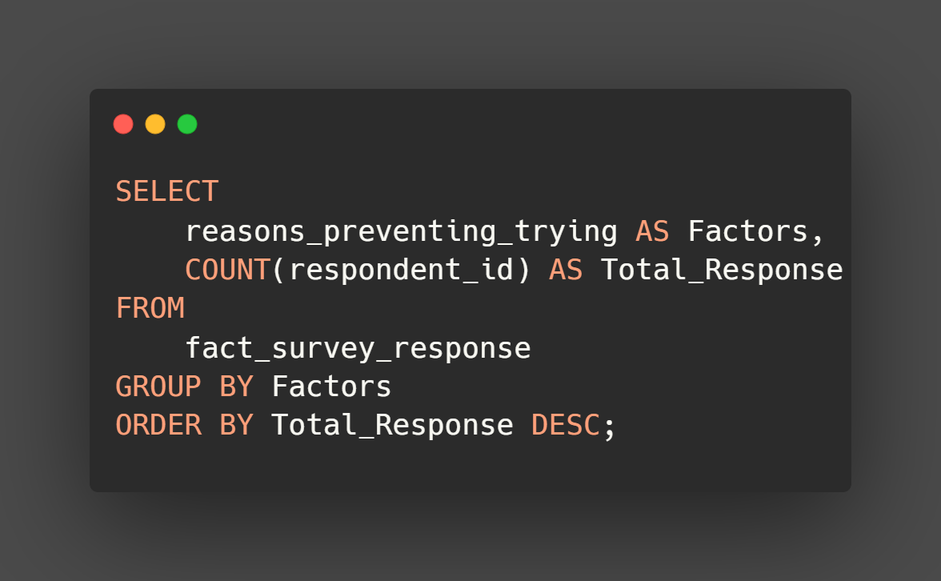 SELECT
    reasons_preventing_trying AS Factors,
    COUNT(respondent_id) AS Total_Response
FROM
    fact_survey_response
GROUP BY Factors
ORDER BY Total_Response DESC;